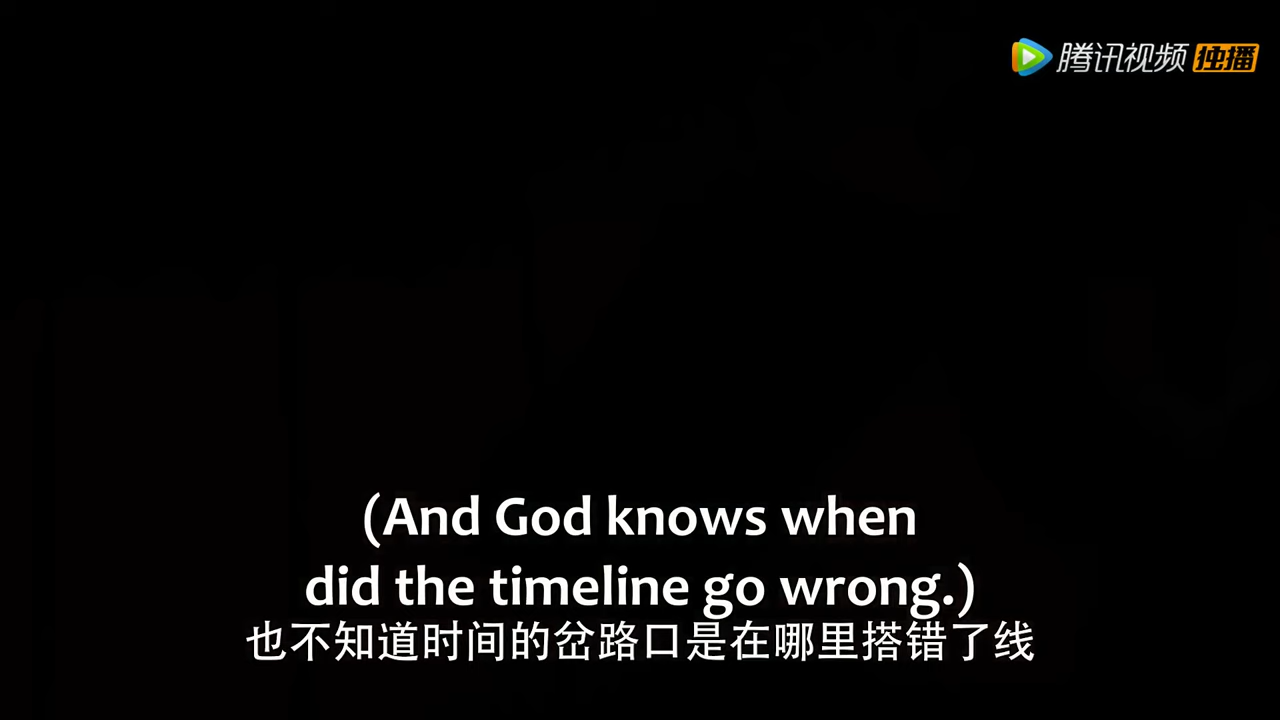 腾讯视频 独播
(And God knows when
did the timeline go wrong.)
也不知道时间的岔路口是在哪里搭错了线